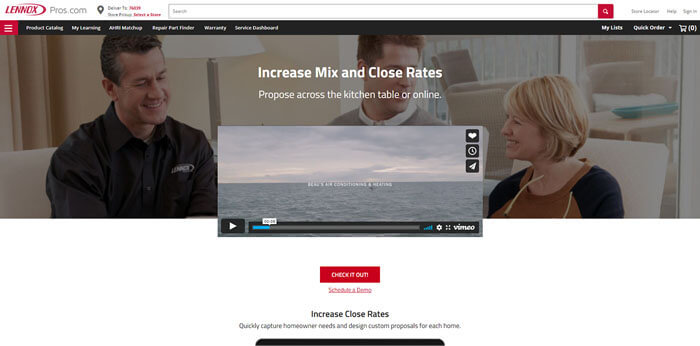 LENNOX Pros.com
Deliver To: 76039
Store Pickup: Select a Store
Search
Store Locator
Help
Sign In
Product Catalog
My Learning
AHRI Matchup
Repair Part Finder
Warranty
Service Dashboard
My Lists
Quick Order
(0)
Increase Mix and Close Rates
Propose across the kitchen table or online.
LENNOX
BEAU'S AIR CONDITIONING & HEATING
vimeo
CHECK IT OUT!
Schedule a Demo
Increase Close Rates
Quickly capture homeowner needs and design custom proposals for each home.